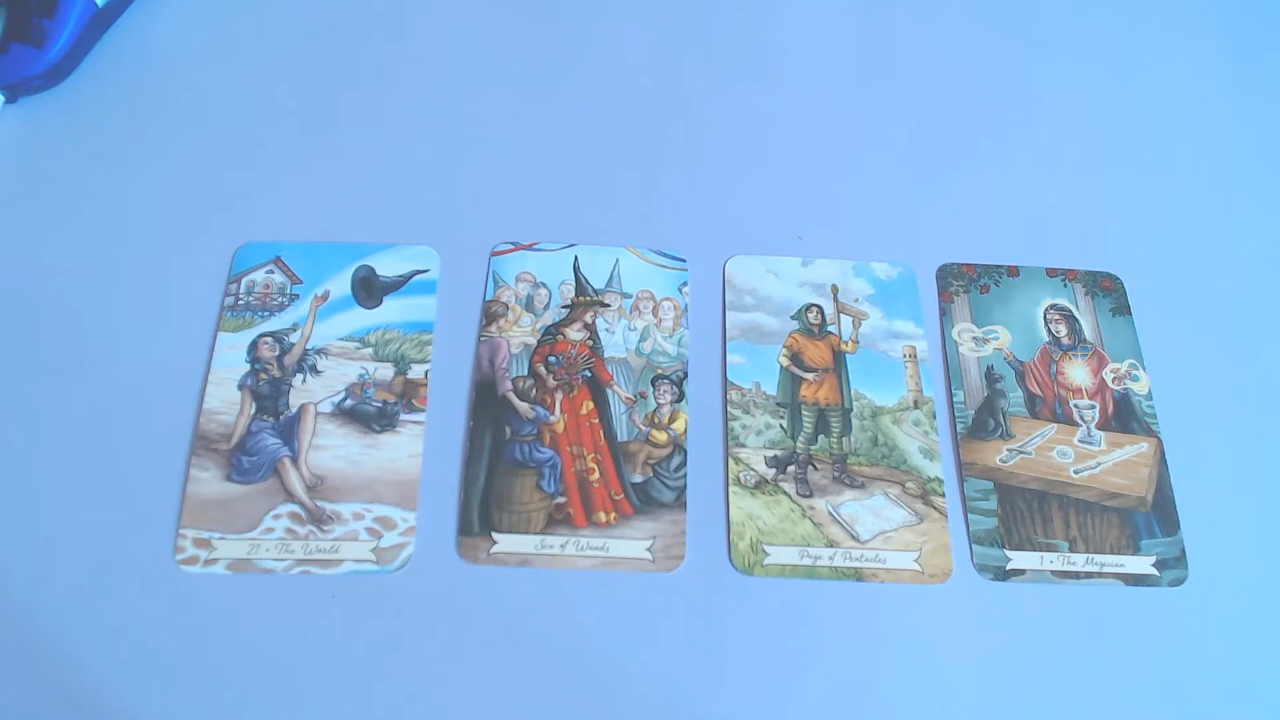 21 • The World
Six of Wands
Page of Pentacles
1 • The Magician